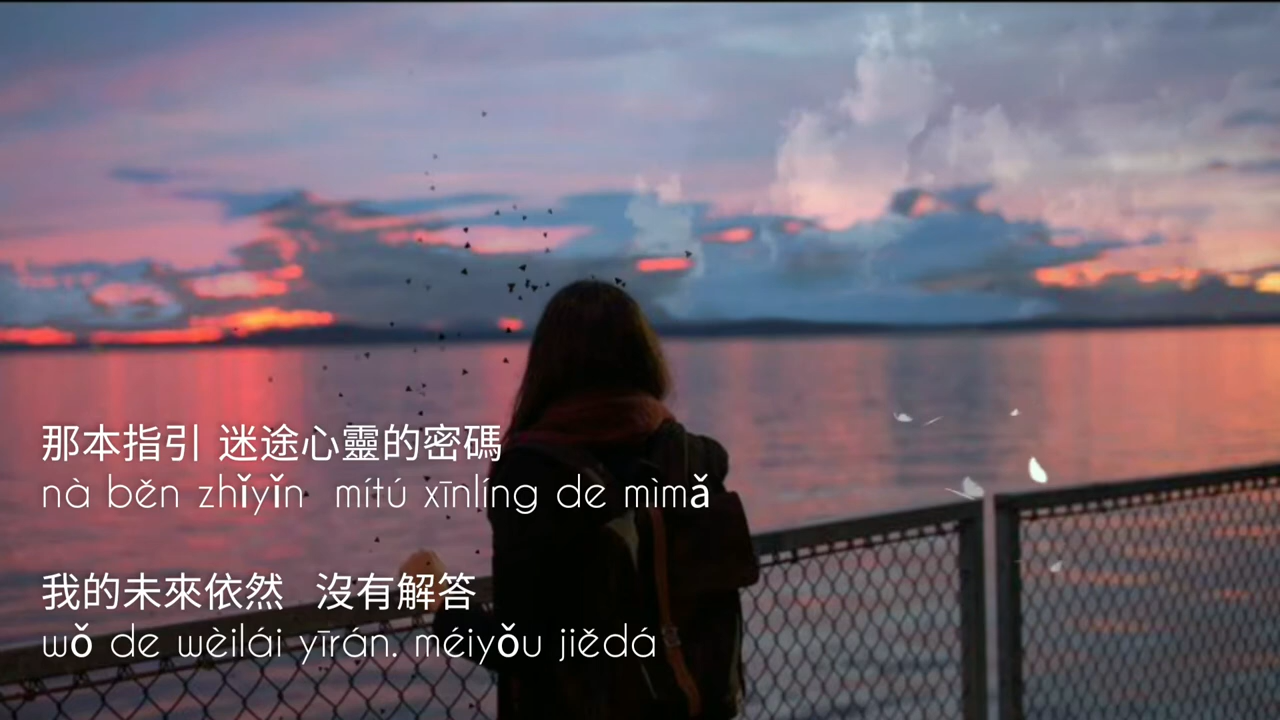 那本指引 迷途心靈的密碼
nà běn zhǐyǐn mítú xīnlíng de mìmǎ
我的未來依然 沒有解答
wǒ de wèilái yīrán. méiyǒu jiědá